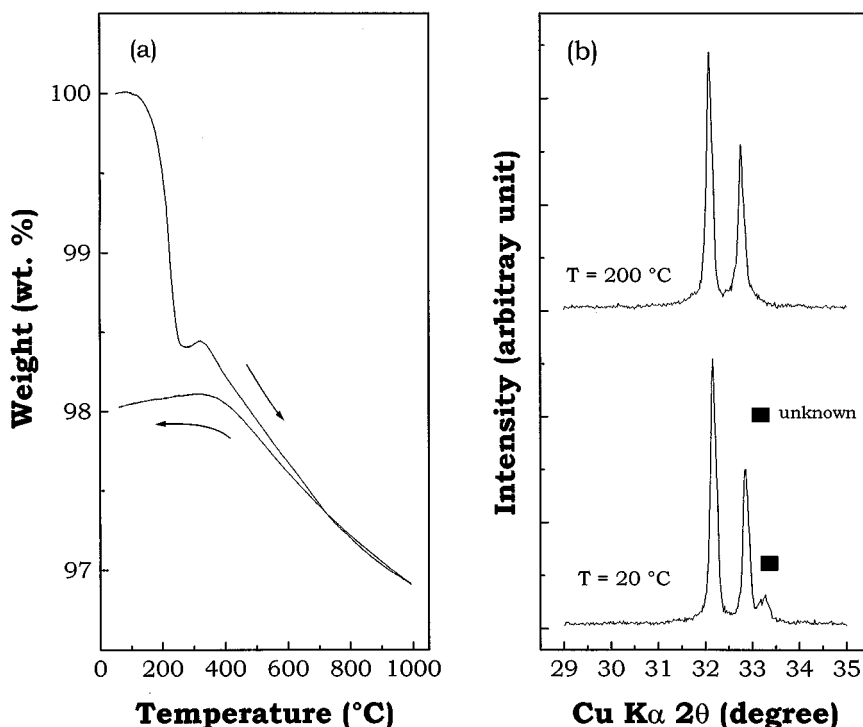 (a)
100
99
98
97
Weight (wt. %)
0 200 400 600 800 1000
Temperature (°C)
(b)
T = 200 °C
unknown
T = 20 °C
Intensity (arbitray unit)
29 30 31 32 33 34 35
Cu Kα 2θ (degree)